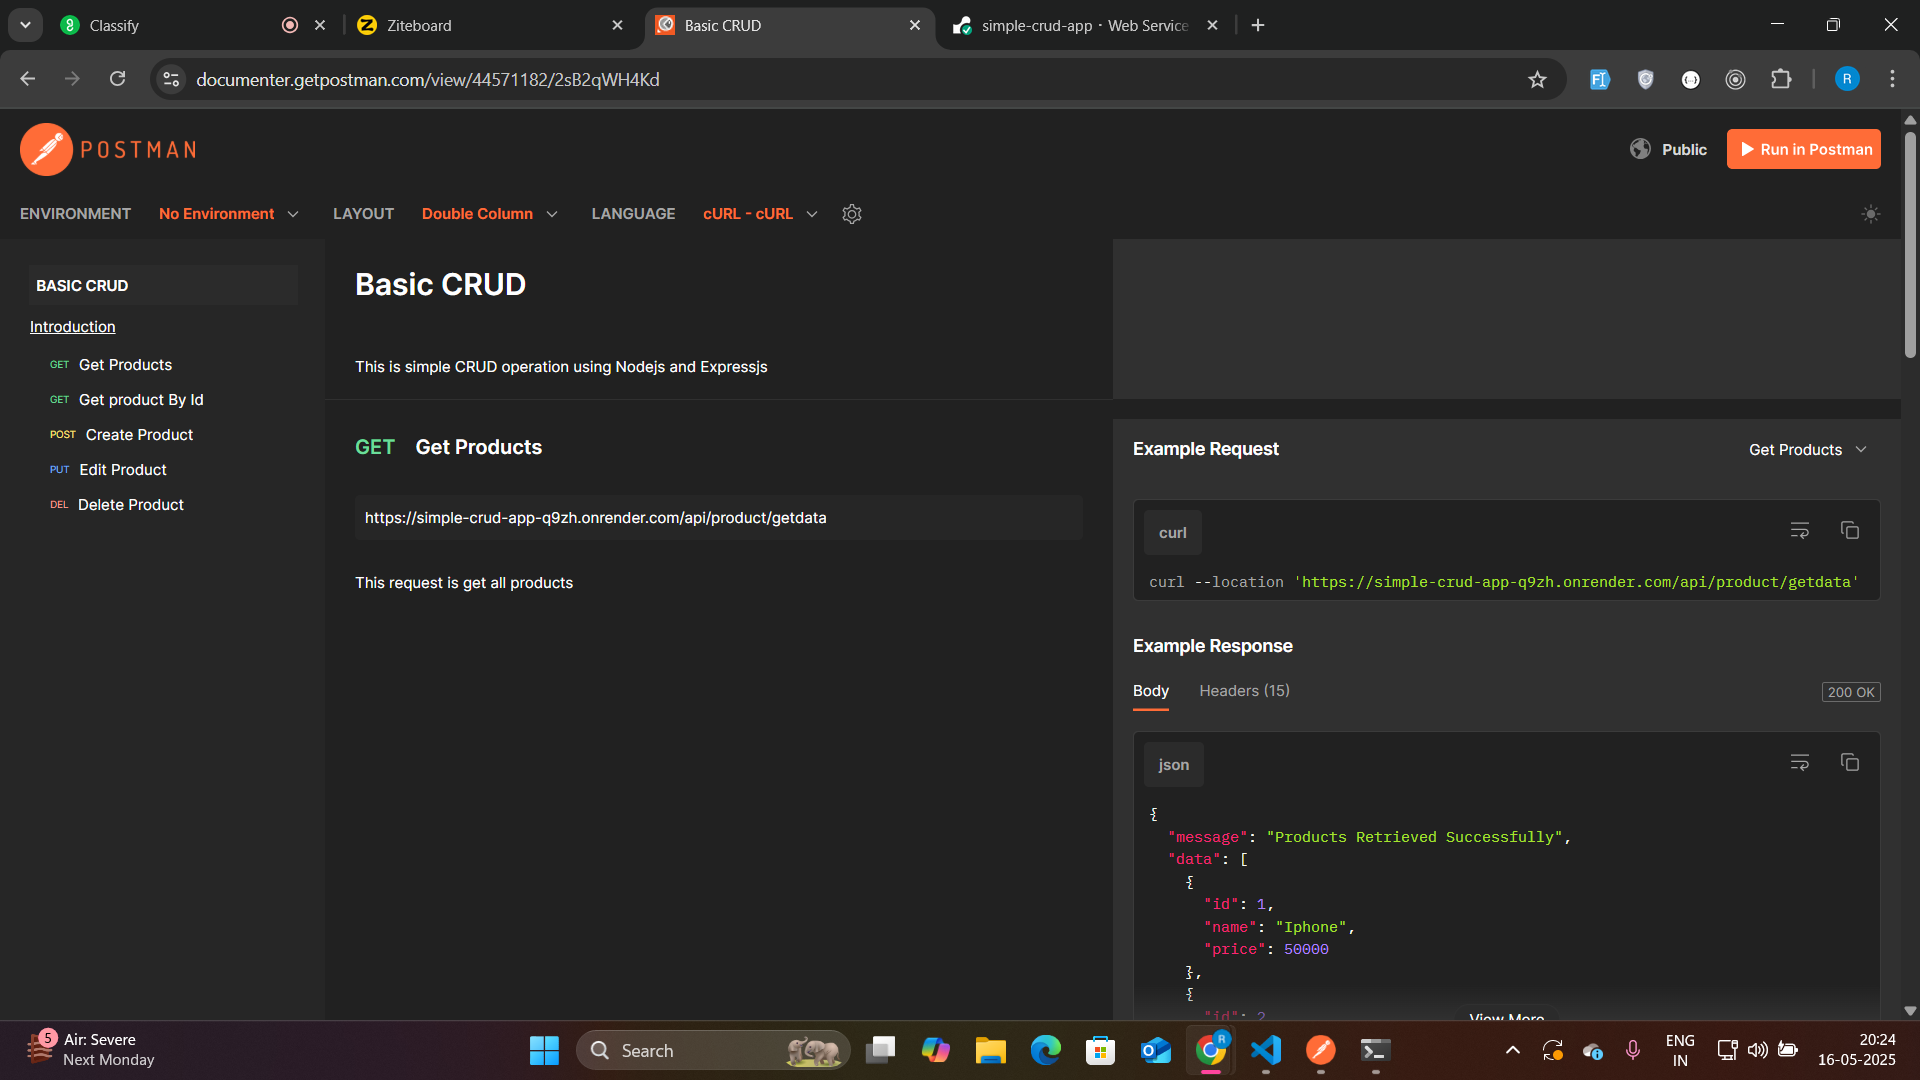 Classify
Ziteboard
Basic CRUD
simple-crud-app · Web Service
documenter.getpostman.com/view/44571182/2sB2qWH4Kd
R
POSTMAN
Public
Run in Postman
ENVIRONMENT
No Environment
LAYOUT
Double Column
LANGUAGE
cURL - cURL
BASIC CRUD
Introduction
GET Get Products
GET Get product By Id
POST Create Product
PUT Edit Product
DEL Delete Product
Basic CRUD
This is simple CRUD operation using Nodejs and Expressjs
GET Get Products
https://simple-crud-app-q9zh.onrender.com/api/product/getdata
This request is get all products
Example Request
Get Products
curl
curl --location 'https://simple-crud-app-q9zh.onrender.com/api/product/getdata'
Example Response
Body
Headers (15)
200 OK
json
{
"message": "Products Retrieved Successfully",
"data": [
{
"id": 1,
"name": "Iphone",
"price": 50000
},
{
"id": 2
View More
5
Air: Severe
Next Monday
Search
R
ENG
IN
20:24
16-05-2025